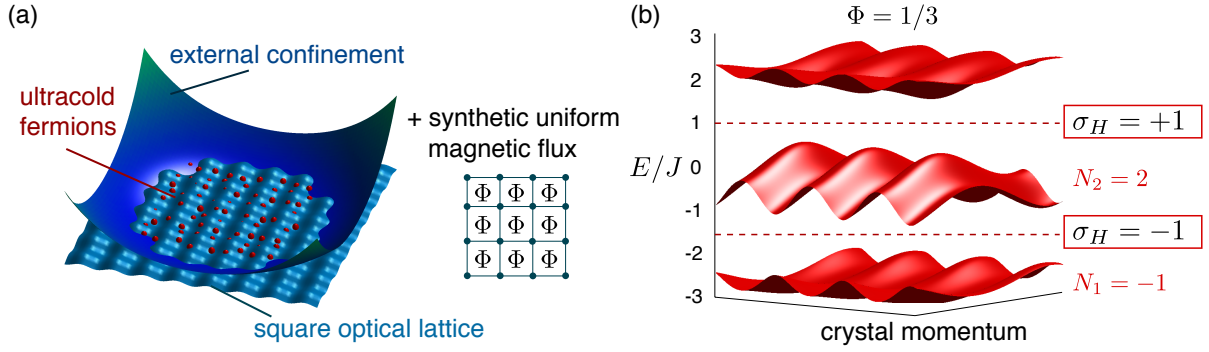 (a)
external confinement
ultracold
fermions
+ synthetic uniform
magnetic flux
Φ Φ Φ
Φ Φ Φ
Φ Φ Φ
square optical lattice
(b)
Φ = 1/3
3
2
1
0
-1
-2
-3
E/J
σ_H = +1
N_2 = 2
σ_H = −1
N_1 = −1
crystal momentum